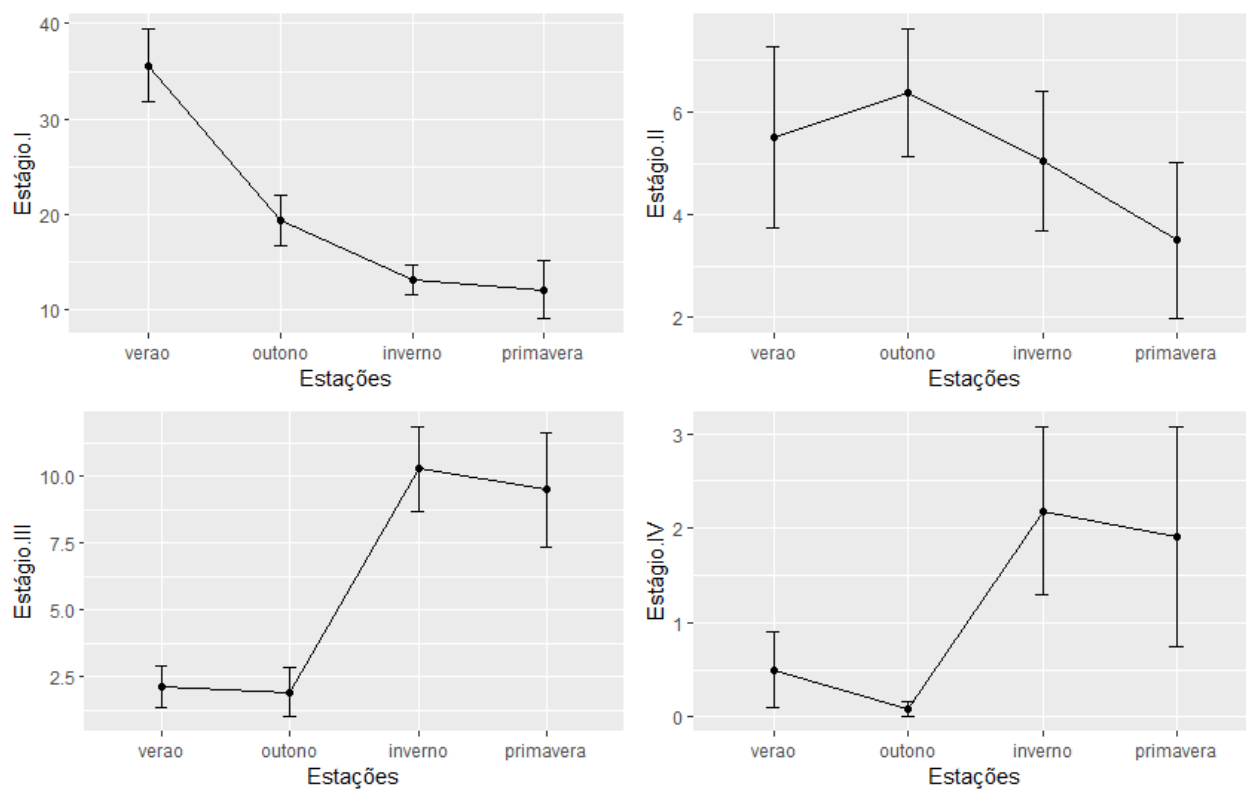 Estágio.I
40
30
20
10
verao outono inverno primavera
Estações
Estágio.II
6
4
2
verao outono inverno primavera
Estações
Estágio.III
10.0
7.5
5.0
2.5
verao outono inverno primavera
Estações
Estágio.IV
3
2
1
0
verao outono inverno primavera
Estações